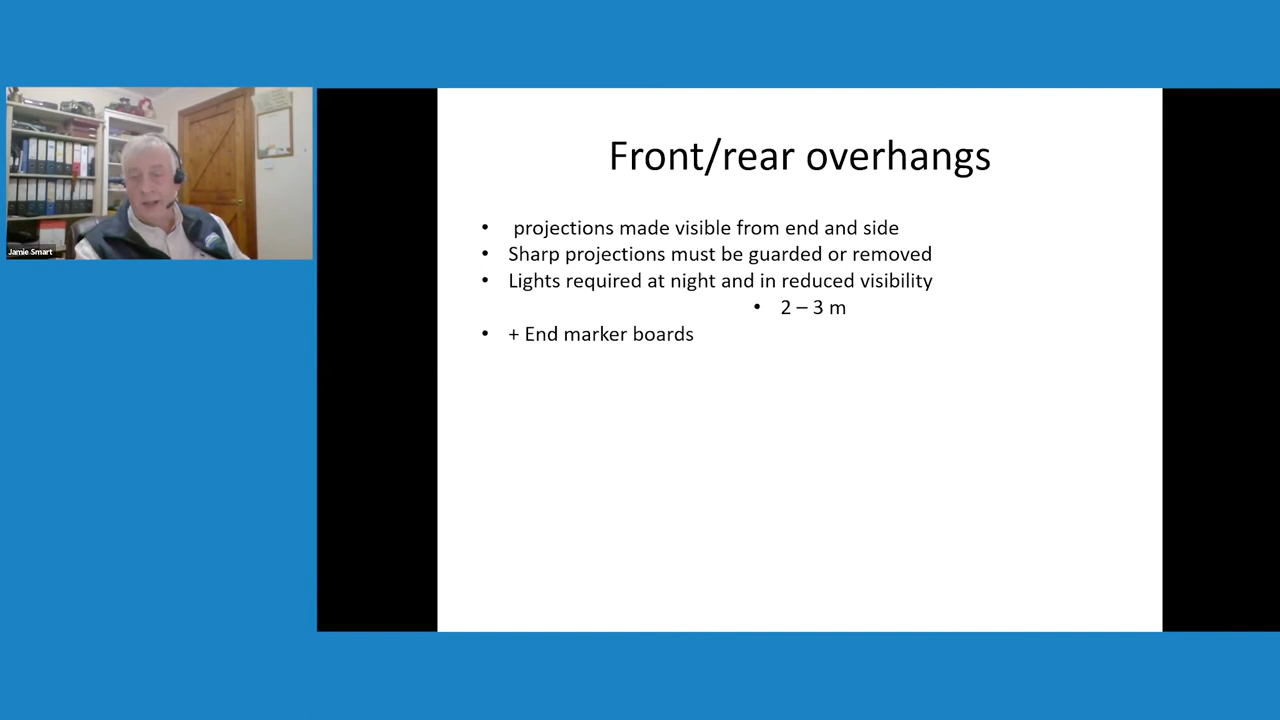 Jamie Smart
Front/rear overhangs
• projections made visible from end and side
• Sharp projections must be guarded or removed
• Lights required at night and in reduced visibility
• 2 – 3 m
• + End marker boards